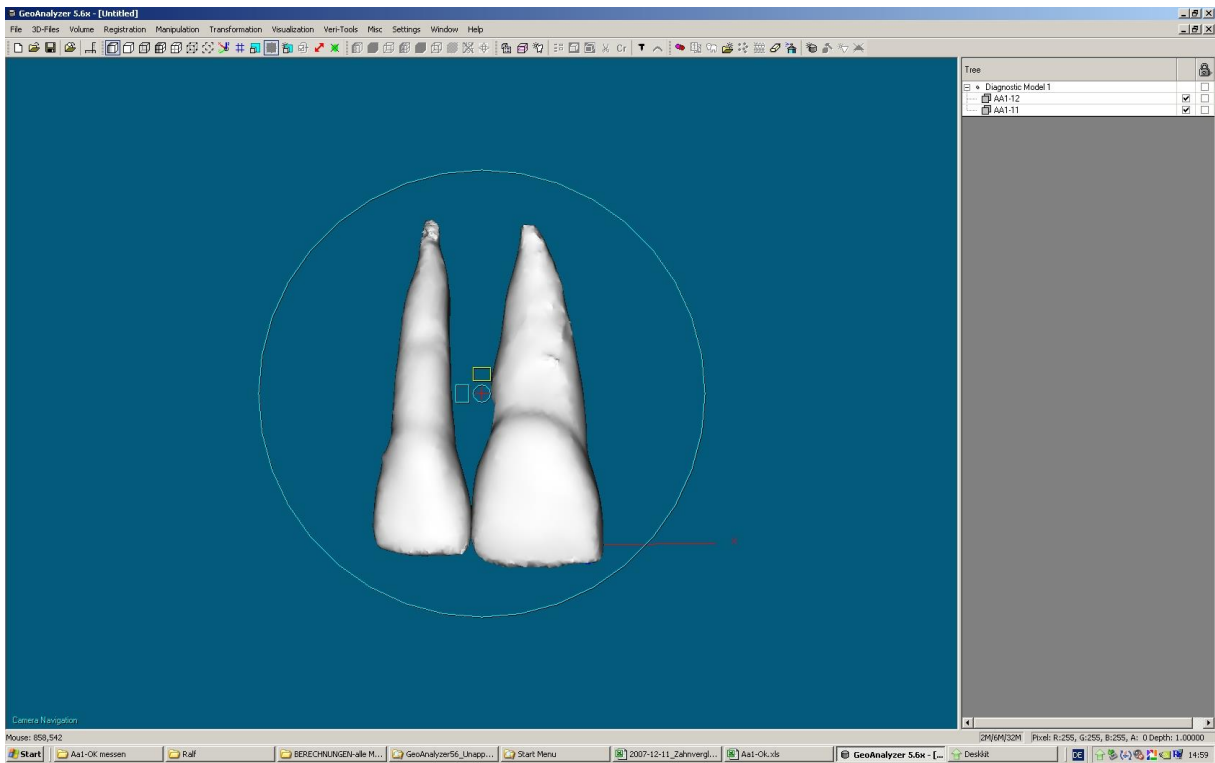 GeoAnalyzer 5.6x - [Untitled]
File 3D-Files Volume Registration Manipulation Transformation Visualization Veri-Tools Misc Settings Window Help
Cr
Tree
Diagnostic Model 1
AA1-12
AA1-11
Camera Navigation
Mouse: 858,542
2M/6M/32M Pixel: R:255, G:255, B:255, A: 0 Depth: 1.00000
Start Aa1-OK messen Ralf BERECHNUNGEN-alle M... GeoAnalyzer56_Unapp... Start Menu 2007-12-11_Zahnvergl... Aa1-Ok.xls GeoAnalyzer 5.6x - [... Deskkit DE 14:59